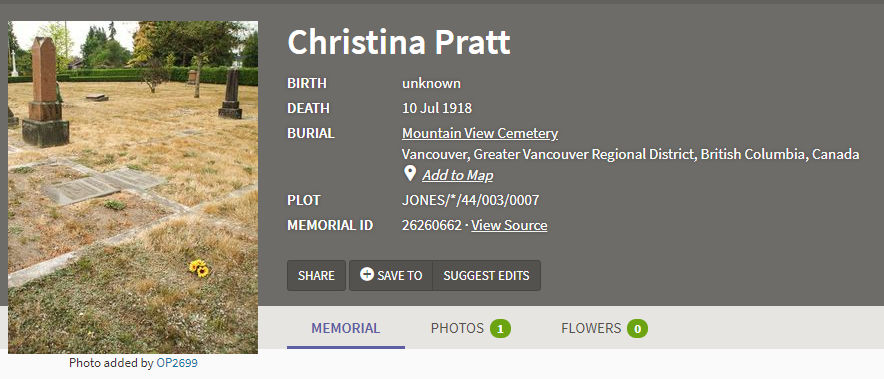 Christina Pratt
BIRTH unknown
DEATH 10 Jul 1918
BURIAL Mountain View Cemetery
Vancouver, Greater Vancouver Regional District, British Columbia, Canada
Add to Map
PLOT JONES/*/44/003/0007
MEMORIAL ID 26260662 · View Source
SHARE SAVE TO SUGGEST EDITS
MEMORIAL PHOTOS 1 FLOWERS 0
Photo added by OP2699